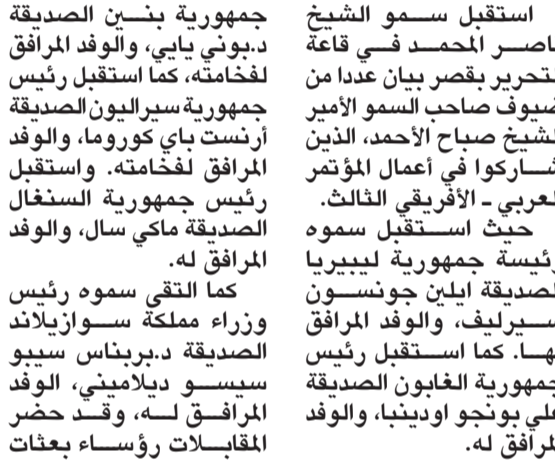 استقبل سمو الشيخ
ناصر المحمد في قاعة
التحرير بقصر بيان عددا من
ضيوف صاحب السمو الأمير
الشيخ صباح الأحمد، الذين
شاركوا في أعمال المؤتمر
العربي ـ الأفريقي الثالث.
حيث استقبل سموه
رئيسة جمهورية ليبيريا
الصديقة ايلين جونسون
سيرليف، والوفد المرافق
لها. كما استقبل رئيس
جمهورية الغابون الصديقة
علي بونجو اودينبا، والوفد
المرافق له.
جمهورية بنين الصديقة
د.بوني يايي، والوفد المرافق
لفخامته، كما استقبل رئيس
جمهورية سيراليون الصديقة
أرنست باي كوروما، والوفد
المرافق لفخامته. واستقبل
رئيس جمهورية السنغال
الصديقة ماكي سال، والوفد
المرافق له.
كما التقى سموه رئيس
وزراء مملكة سوازيلاند
الصديقة د.بربناس سيبو
سيسو ديلاميني، الوفد
المرافق له، وقد حضر
المقابلات رؤساء بعثات